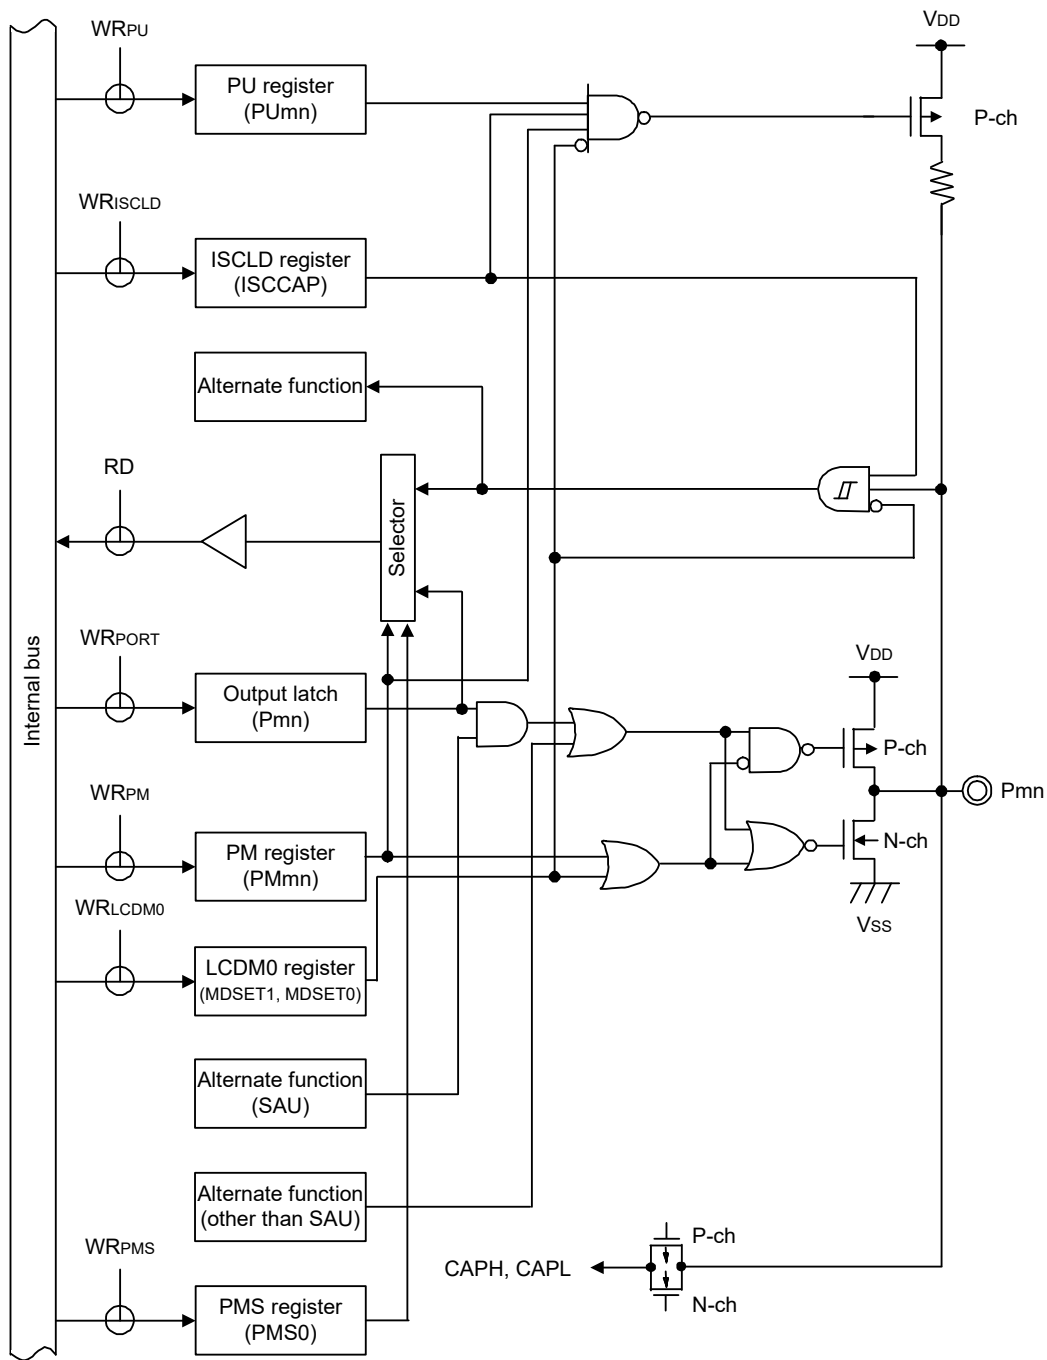 WRPU
VDD
PU register
(PUmn)
P-ch
WRISCLD
ISCLD register
(ISCCAP)
Alternate function
RD
Selector
Internal bus
WRPORT
Output latch
(Pmn)
VDD
P-ch
Pmn
WRPM
PM register
(PMmn)
N-ch
VSS
WRLCDM0
LCDM0 register
(MDSET1, MDSET0)
Alternate function
(SAU)
Alternate function
(other than SAU)
P-ch
CAPH, CAPL
N-ch
WRPMS
PMS register
(PMS0)